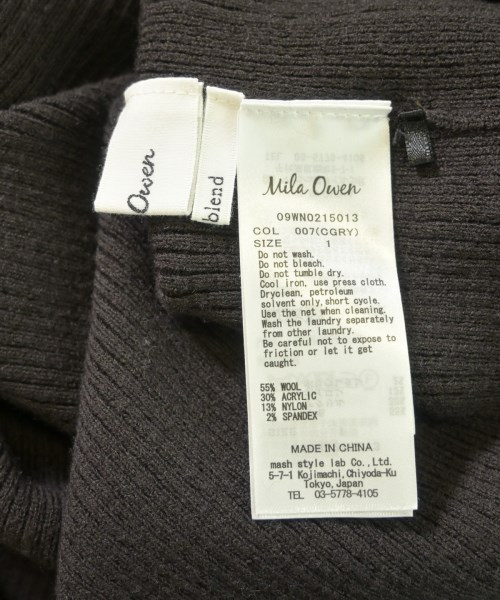 Owen
blend
Mila Owen
09WN0215013
COL 007(CGRY)
SIZE 1
Do not wash.
Do not bleach.
Do not tumble dry.
Cool iron, use press cloth.
Dryclean, petroleum
solvent only,short cycle.
Use the net when cleaning.
Wash the laundry separately
from other laundry.
Be careful not to expose to
friction or let it get
caught.
55% WOOL
30% ACRYLIC
13% NYLON
2% SPANDEX
MADE IN CHINA
mash style lab Co.,Ltd.
5-7-1 Kojimachi,Chiyoda-Ku
Tokyo,Japan
TEL 03-5778-4105